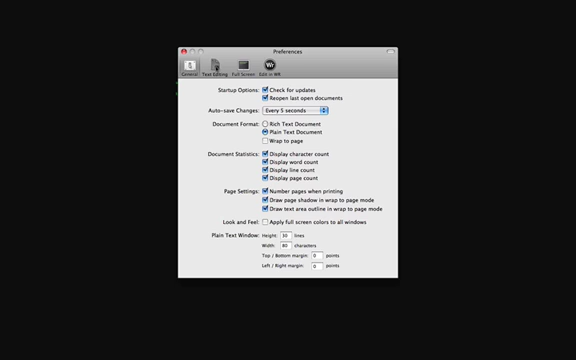 Preferences
General Text Editing Full Screen Edit in WR
Wr
Startup Options: Check for updates
Reopen last open documents
Auto-save Changes: Every 5 seconds
Document Format: Rich Text Document
Plain Text Document
Wrap to page
Document Statistics: Display character count
Display word count
Display line count
Display page count
Page Settings: Number pages when printing
Draw page shadow in wrap to page mode
Draw text area outline in wrap to page mode
Look and Feel: Apply full screen colors to all windows
Plain Text Window: Height: 30 lines
Width: 80 characters
Top / Bottom margin: 0 points
Left / Right margin: 0 points